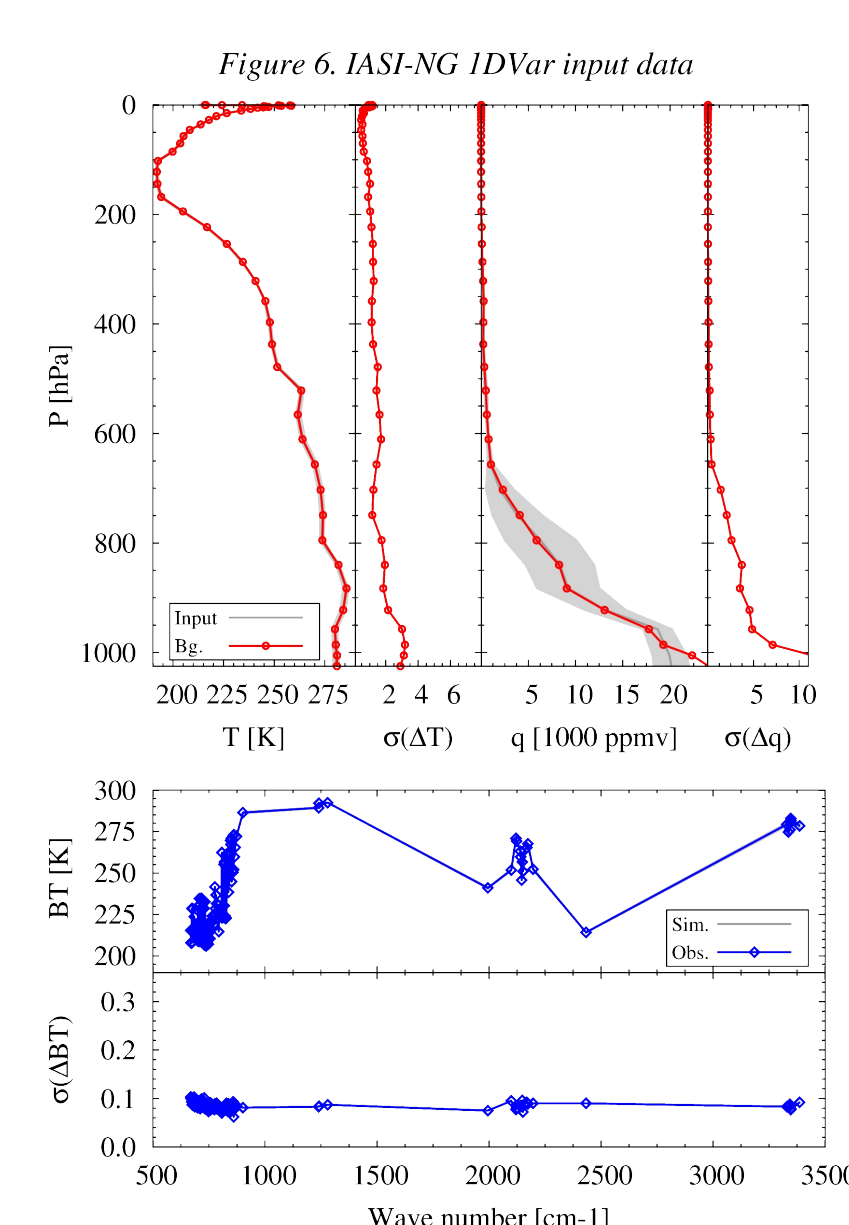 Figure 6. IASI-NG 1DVar input data
0
200
400
600
800
1000
P [hPa]
Input
Bg.
200 225 250 275
2 4 6
5 10 15 20
5 10
T [K]
σ(ΔT)
q [1000 ppmv]
σ(Δq)
300
275
250
225
200
BT [K]
Sim.
Obs.
0.3
0.2
0.1
0.0
σ(ΔBT)
500 1000 1500 2000 2500 3000 3500
Wave number [cm-1]